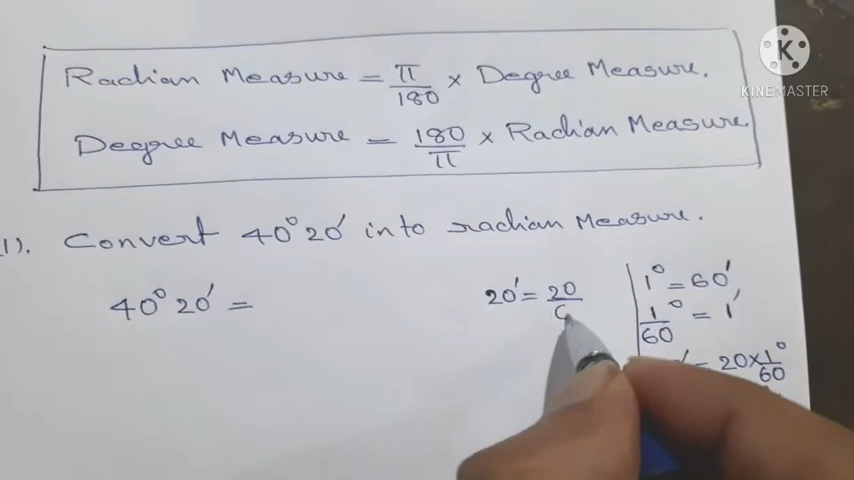 K
KINEMASTER
Radian Measure = π/180 × Degree Measure.
Degree Measure = 180/π × Radian Measure.
1). Convert 40° 20′ into radian Measure.
40° 20′ =
20′ = 20/
1° = 60′
1/60° = 1′
′ = 20×1/60°